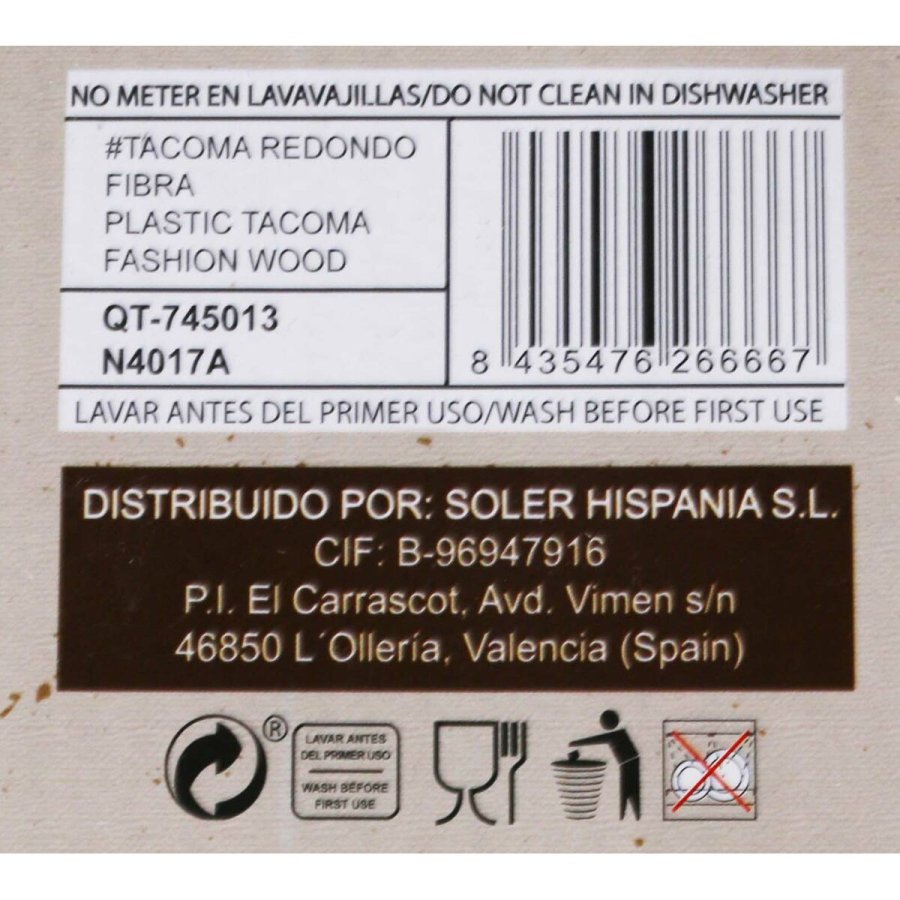 NO METER EN LAVAVAJILLAS/DO NOT CLEAN IN DISHWASHER
#TACOMA REDONDO
FIBRA
PLASTIC TACOMA
FASHION WOOD
QT-745013
N4017A
8 435476 266667
LAVAR ANTES DEL PRIMER USO/WASH BEFORE FIRST USE
DISTRIBUIDO POR: SOLER HISPANIA S.L.
CIF: B-96947916
P.I. El Carrascot, Avd. Vimen s/n
46850 L´Ollería, Valencia (Spain)
®
LAVAR ANTES
DEL PRIMER USO
WASH BEFORE
FIRST USE